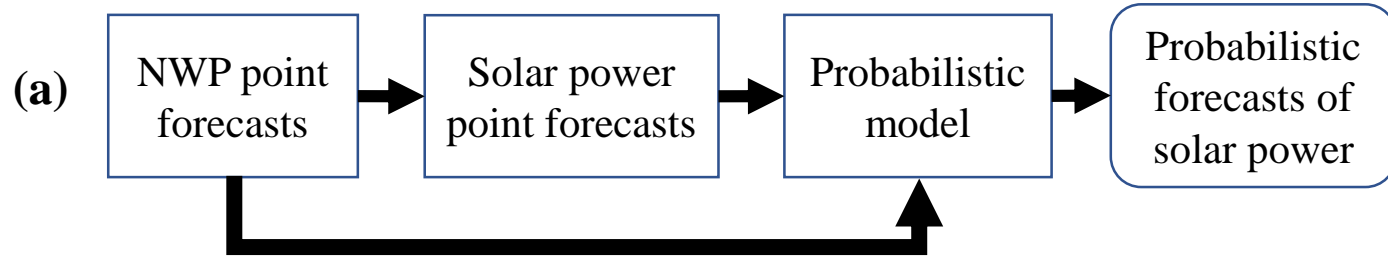 (a)
NWP point
forecasts
Solar power
point forecasts
Probabilistic
model
Probabilistic
forecasts of
solar power